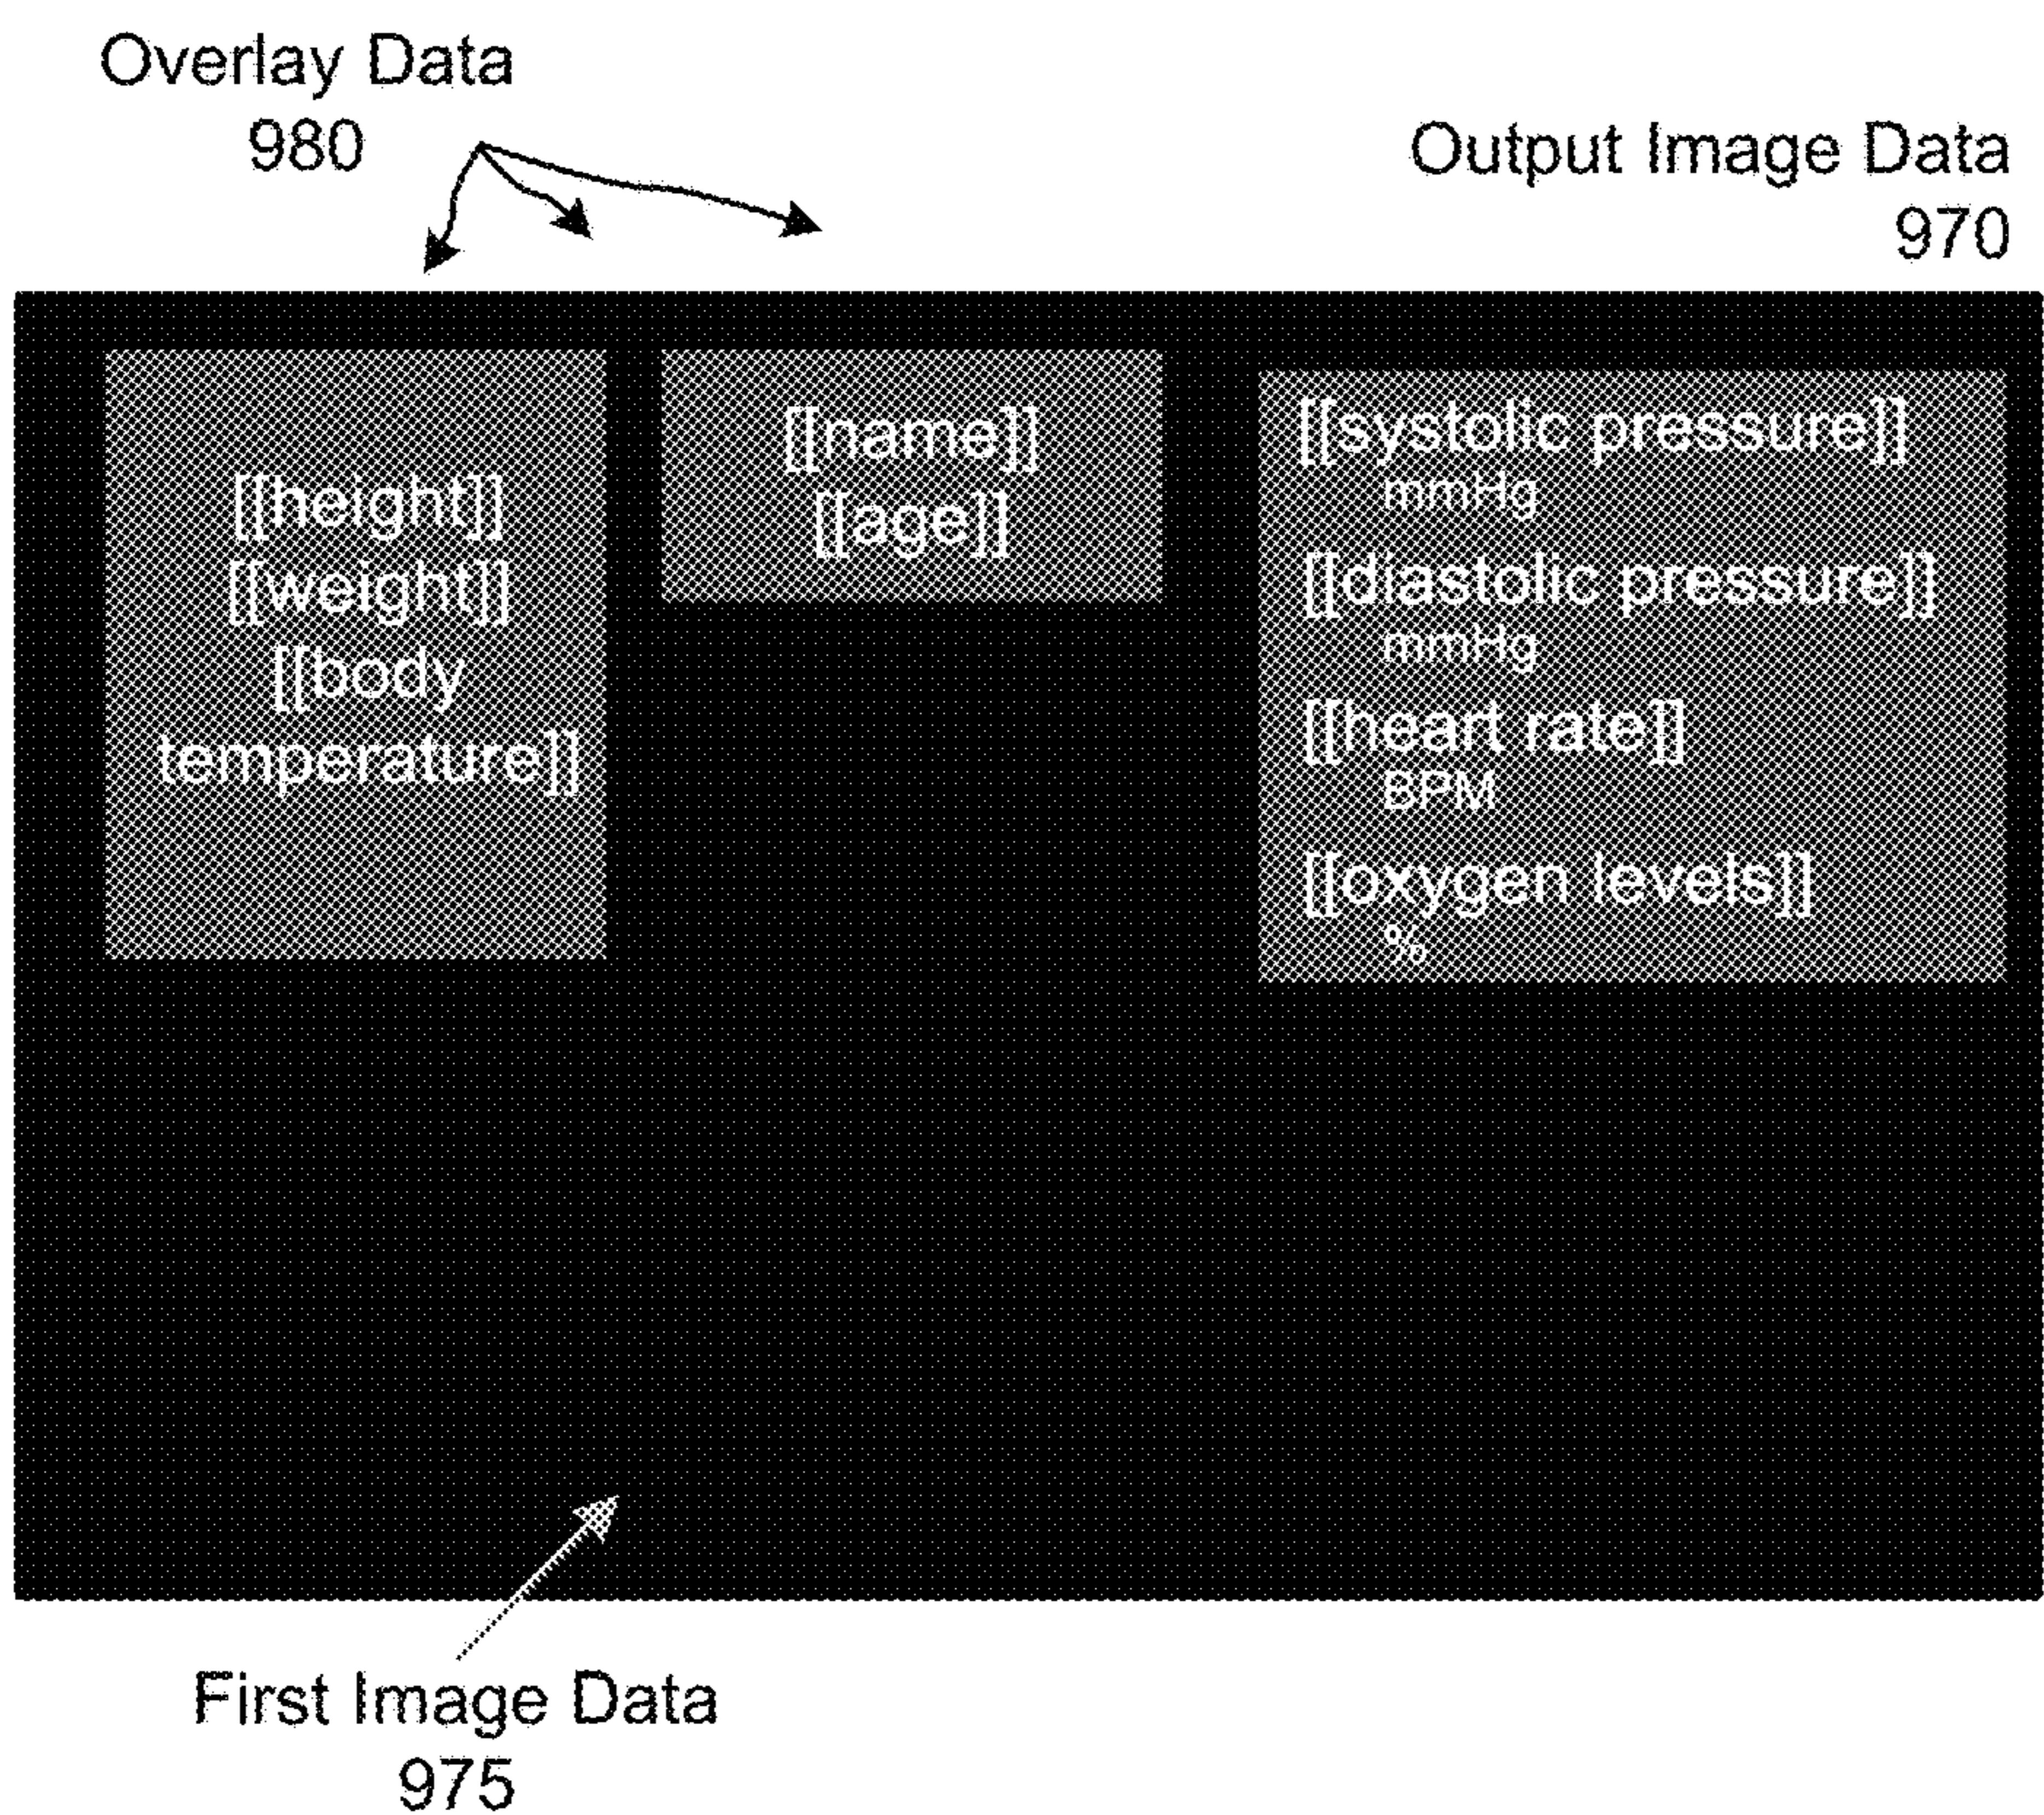 Overlay Data
980
Output Image Data
970
[[height]]
[[weight]]
[[body
temperature]]
[[name]]
[[age]]
[[systolic pressure]]
mmHg
[[diastolic pressure]]
mmHg
[[heart rate]]
BPM
[[oxygen levels]]
%
First Image Data
975